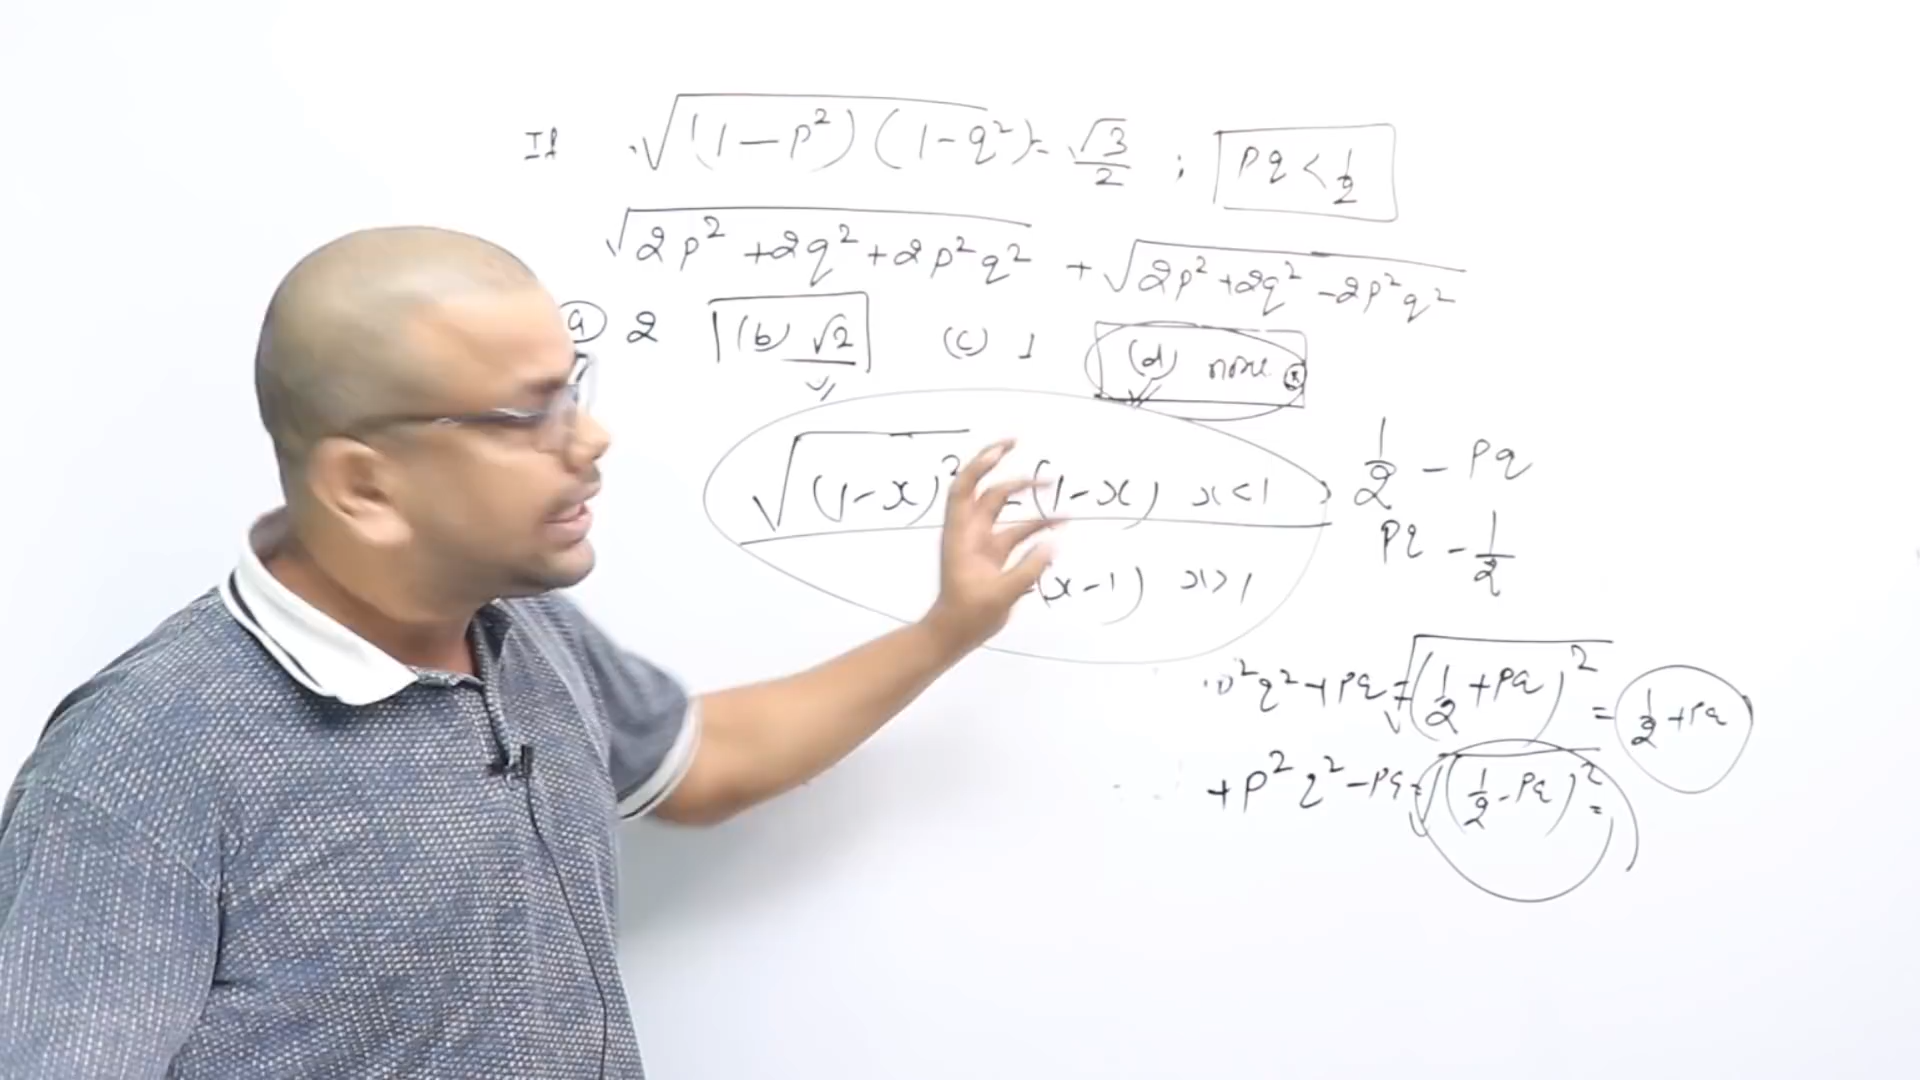 If √((1-p²)(1-q²)) = √3/2 ; pq < 1/2
√(2p²+2q²+2p²q²) + √(2p²+2q²-2p²q²)
(a) 2 (b) √2 (c) 1 (d) none
√((1-x)²) = (1-x) x<1
=(x-1) x>1
1/2 - pq
pq - 1/2
p²q²+pq = √((1/2+pq)²) = 1/2+pq
+p²q²-pq = √((1/2-pq)²) =